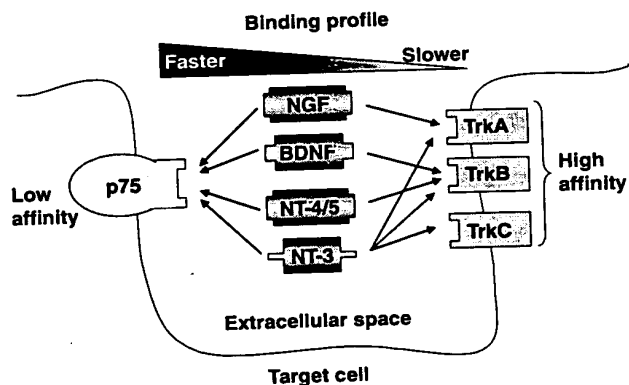 Binding profile
Faster
Slower
NGF
BDNF
NT-4/5
NT-3
p75
Low
affinity
TrkA
TrkB
TrkC
High
affinity
Extracellular space
Target cell